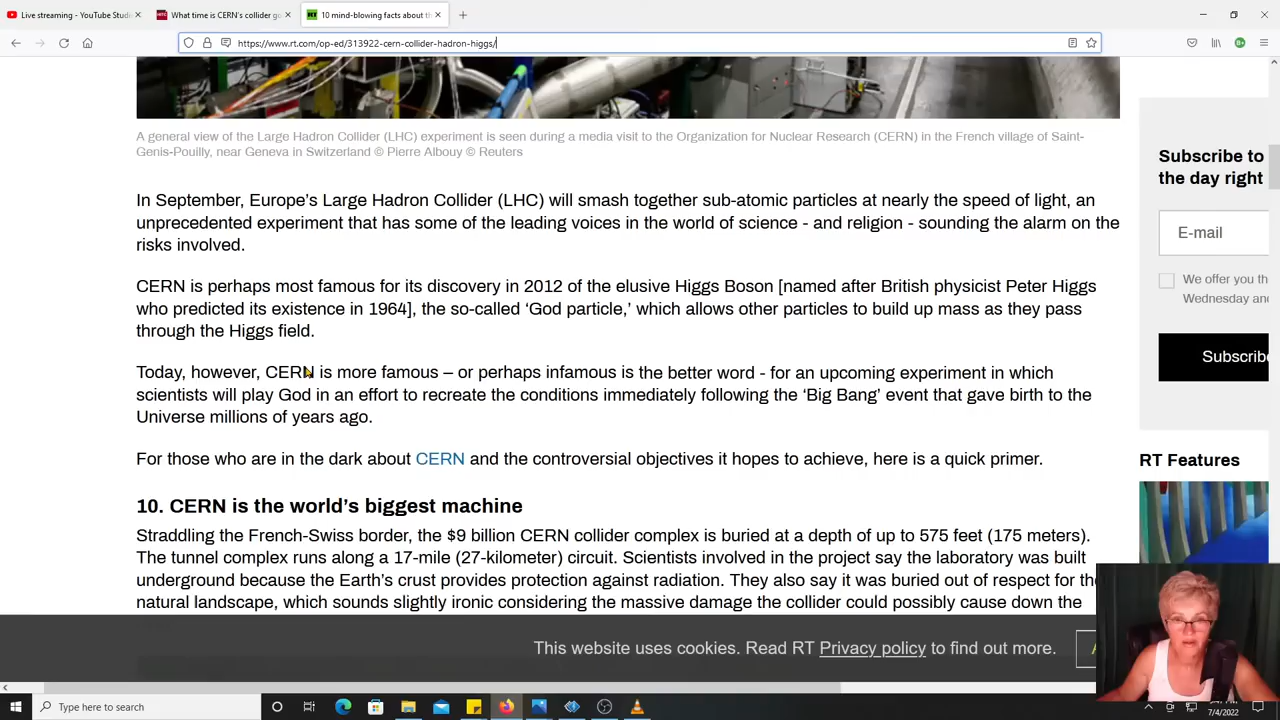 Live streaming - YouTube Stud
What time is CERN's collider go
10 mind-blowing facts about th
https://www.rt.com/op-ed/313922-cern-collider-hadron-higgs/
A general view of the Large Hadron Collider (LHC) experiment is seen during a media visit to the Organization for Nuclear Research (CERN) in the French village of Saint-
Genis-Pouilly, near Geneva in Switzerland © Pierre Albouy © Reuters
In September, Europe’s Large Hadron Collider (LHC) will smash together sub-atomic particles at nearly the speed of light, an
unprecedented experiment that has some of the leading voices in the world of science - and religion - sounding the alarm on the
risks involved.
CERN is perhaps most famous for its discovery in 2012 of the elusive Higgs Boson [named after British physicist Peter Higgs
who predicted its existence in 1964], the so-called ‘God particle,’ which allows other particles to build up mass as they pass
through the Higgs field.
Today, however, CERN is more famous – or perhaps infamous is the better word - for an upcoming experiment in which
scientists will play God in an effort to recreate the conditions immediately following the ‘Big Bang’ event that gave birth to the
Universe millions of years ago.
For those who are in the dark about CERN and the controversial objectives it hopes to achieve, here is a quick primer.
10. CERN is the world’s biggest machine
Straddling the French-Swiss border, the $9 billion CERN collider complex is buried at a depth of up to 575 feet (175 meters).
The tunnel complex runs along a 17-mile (27-kilometer) circuit. Scientists involved in the project say the laboratory was built
underground because the Earth’s crust provides protection against radiation. They also say it was buried out of respect for the
natural landscape, which sounds slightly ironic considering the massive damage the collider could possibly cause down the
Subscribe to
the day right
E-mail
We offer you th
Wednesday and
Subscribe
RT Features
This website uses cookies. Read RT Privacy policy to find out more.
Type here to search
7/4/2022